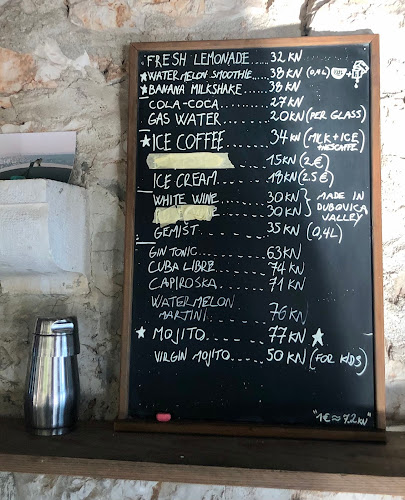 FRESH LEMONADE.... 32 KN
★WATERMELON SMOOTHIE..... 38 KN (0,4L)
★BANANA MILKSHAKE..... 38 KN
COLA-COCA........ 27 KN
GAS WATER....... 20 KN (PER GLASS)
★ICE COFFEE....... 34 KN (MILK + ICE NESCAFFE)
15 KN (2€)
ICE CREAM....... 18 KN (2.5€)
WHITE WINE....... 30 KN
30 KN } MADE IN DUBOVICA VALLEY
GEMIŠT........ 35 KN (0,4L)
GIN TONIC....... 63 KN
CUBA LIBRE...... 74 KN
CAPIROSKA...... 71 KN
WATERMELON
MARTINI....... 76 KN
★MOJITO....... 77 KN ★
VIRGIN MOJITO..... 50 KN (FOR KIDS)
"1€ ≈ 7.2 KN"